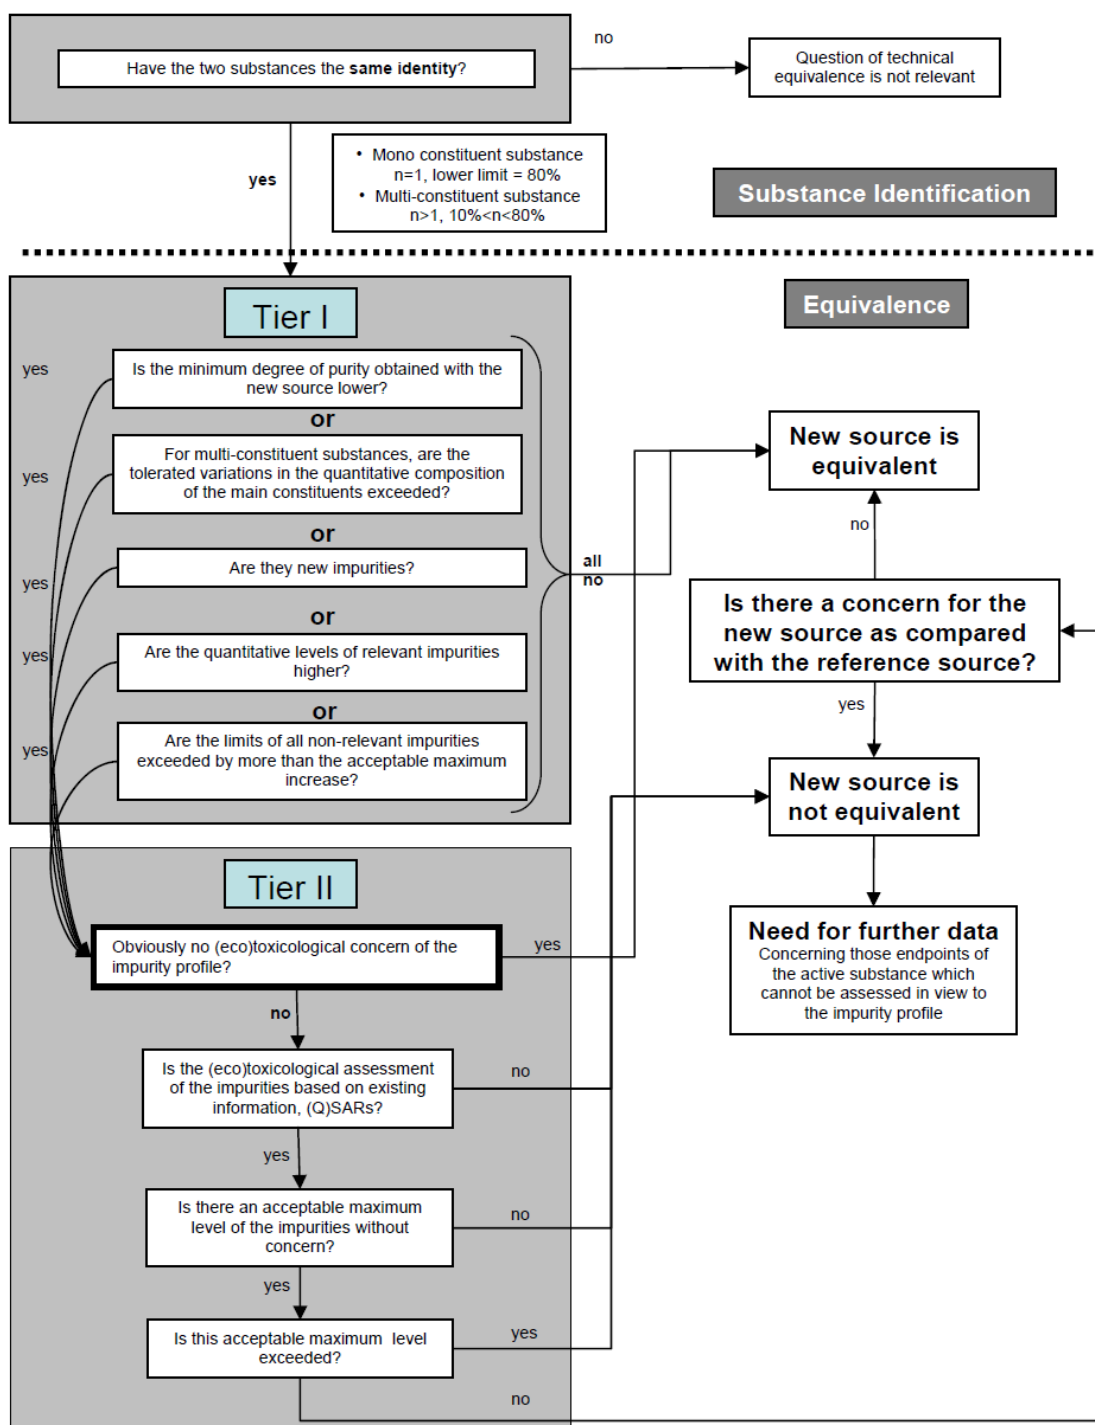 Have the two substances the same identity?
no
Question of technical
equivalence is not relevant
yes
• Mono constituent substance
n=1, lower limit = 80%
• Multi-constituent substance
n>1, 10%<n<80%
Substance Identification
Tier I
Equivalence
yes
Is the minimum degree of purity obtained with the
new source lower?
or
yes
For multi-constituent substances, are the
tolerated variations in the quantitative composition
of the main constituents exceeded?
or
yes
Are they new impurities?
or
yes
Are the quantitative levels of relevant impurities
higher?
or
yes
Are the limits of all non-relevant impurities
exceeded by more than the acceptable maximum
increase?
all
no
New source is
equivalent
no
Is there a concern for the
new source as compared
with the reference source?
yes
New source is
not equivalent
Need for further data
Concerning those endpoints of
the active substance which
cannot be assessed in view to
the impurity profile
Tier II
Obviously no (eco)toxicological concern of the
impurity profile?
yes
no
Is the (eco)toxicological assessment
of the impurities based on existing
information, (Q)SARs?
no
yes
Is there an acceptable maximum
level of the impurities without
concern?
no
yes
Is this acceptable maximum level
exceeded?
yes
no